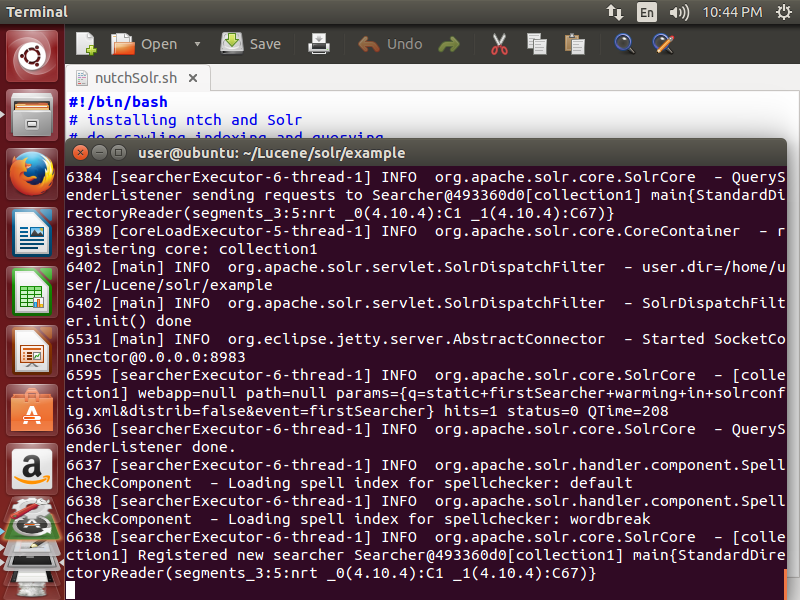 Terminal
En
10:44 PM
Open
Save
Undo
nutchSolr.sh
#!/bin/bash
# installing ntch and Solr
# do crawling indexing and querying
user@ubuntu: ~/Lucene/solr/example
6384 [searcherExecutor-6-thread-1] INFO  org.apache.solr.core.SolrCore  – QueryS
enderListener sending requests to Searcher@493360d0[collection1] main{StandardDi
rectoryReader(segments_3:5:nrt _0(4.10.4):C1 _1(4.10.4):C67)}
6389 [coreLoadExecutor-5-thread-1] INFO  org.apache.solr.core.CoreContainer  – r
egistering core: collection1
6402 [main] INFO  org.apache.solr.servlet.SolrDispatchFilter  – user.dir=/home/u
ser/Lucene/solr/example
6402 [main] INFO  org.apache.solr.servlet.SolrDispatchFilter  – SolrDispatchFilt
er.init() done
6531 [main] INFO  org.eclipse.jetty.server.AbstractConnector  – Started SocketCo
nnector@0.0.0.0:8983
6595 [searcherExecutor-6-thread-1] INFO  org.apache.solr.core.SolrCore  – [colle
ction1] webapp=null path=null params={q=static+firstSearcher+warming+in+solrconf
ig.xml&distrib=false&event=firstSearcher} hits=1 status=0 QTime=208
6636 [searcherExecutor-6-thread-1] INFO  org.apache.solr.core.SolrCore  – QueryS
enderListener done.
6637 [searcherExecutor-6-thread-1] INFO  org.apache.solr.handler.component.Spell
CheckComponent  – Loading spell index for spellchecker: default
6638 [searcherExecutor-6-thread-1] INFO  org.apache.solr.handler.component.Spell
CheckComponent  – Loading spell index for spellchecker: wordbreak
6638 [searcherExecutor-6-thread-1] INFO  org.apache.solr.core.SolrCore  – [colle
ction1] Registered new searcher Searcher@493360d0[collection1] main{StandardDire
ctoryReader(segments_3:5:nrt _0(4.10.4):C1 _1(4.10.4):C67)}